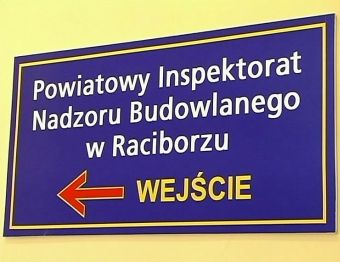 Powiatowy Inspektorat
Nadzoru Budowlanego
w Raciborzu
WEJŚCIE